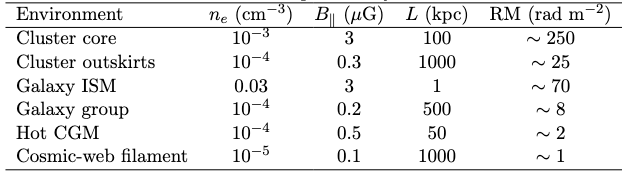 Environment nₑ (cm⁻³) B∥ (μG) L (kpc) RM (rad m⁻²)
Cluster core 10⁻³ 3 100 ∼ 250
Cluster outskirts 10⁻⁴ 0.3 1000 ∼ 25
Galaxy ISM 0.03 3 1 ∼ 70
Galaxy group 10⁻⁴ 0.2 500 ∼ 8
Hot CGM 10⁻⁴ 0.5 50 ∼ 2
Cosmic-web filament 10⁻⁵ 0.1 1000 ∼ 1